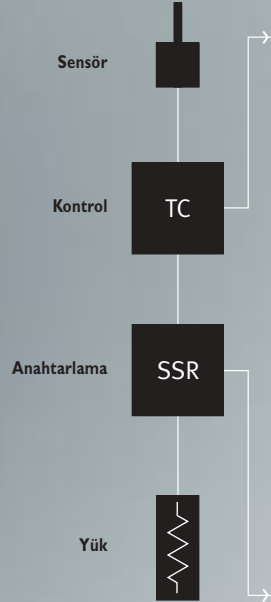 Sensör
Kontrol
TC
Anahtarlama
SSR
Yük